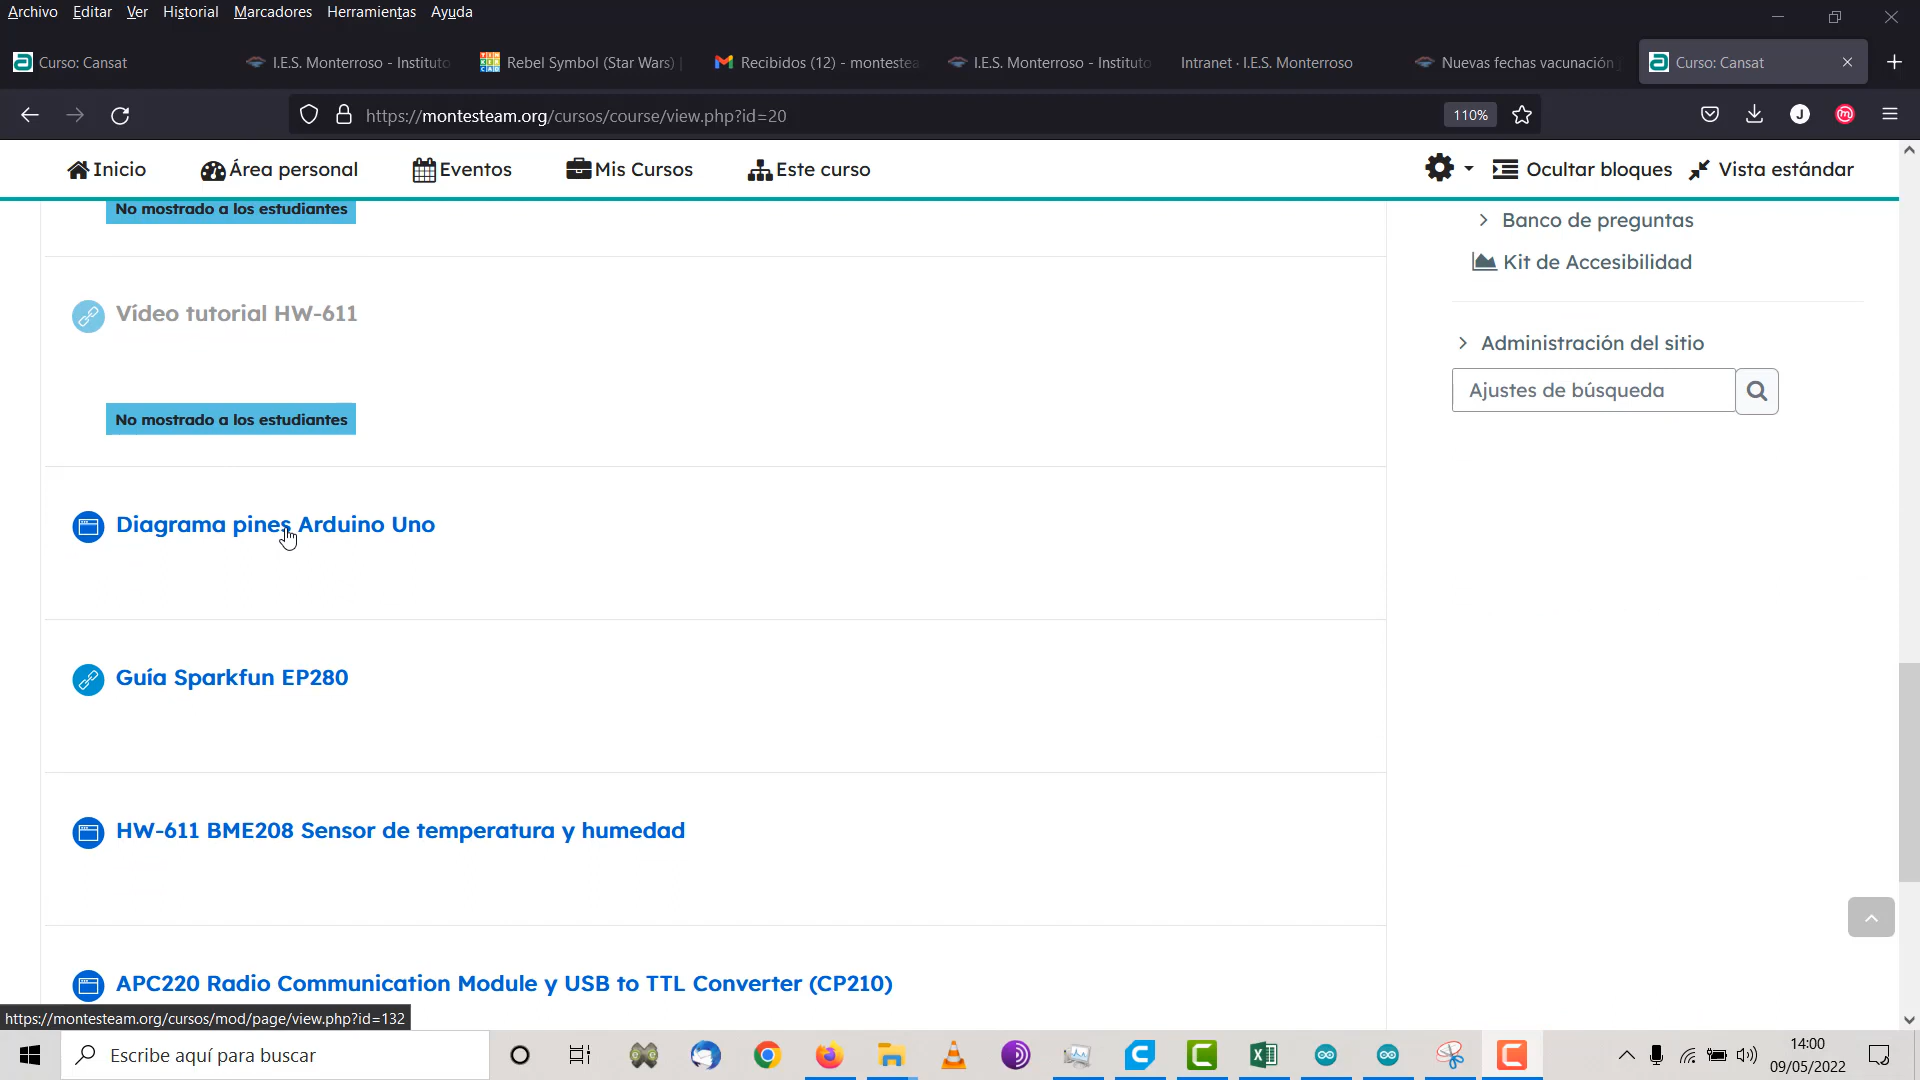 Archivo Editar Ver Historial Marcadores Herramientas Ayuda
Curso: Cansat I.E.S. Monterroso - Instituto Rebel Symbol (Star Wars) | Recibidos (12) - montestea I.E.S. Monterroso - Instituto Intranet · I.E.S. Monterroso Nuevas fechas vacunación Curso: Cansat
https://montesteam.org/cursos/course/view.php?id=20 110% J
Inicio Área personal Eventos Mis Cursos Este curso Ocultar bloques Vista estándar
No mostrado a los estudiantes
Banco de preguntas
Kit de Accesibilidad
Vídeo tutorial HW-611
Administración del sitio
Ajustes de búsqueda
No mostrado a los estudiantes
Diagrama pines Arduino Uno
Guía Sparkfun EP280
HW-611 BME208 Sensor de temperatura y humedad
APC220 Radio Communication Module y USB to TTL Converter (CP210)
https://montesteam.org/cursos/mod/page/view.php?id=132
Escribe aquí para buscar
14:00
09/05/2022